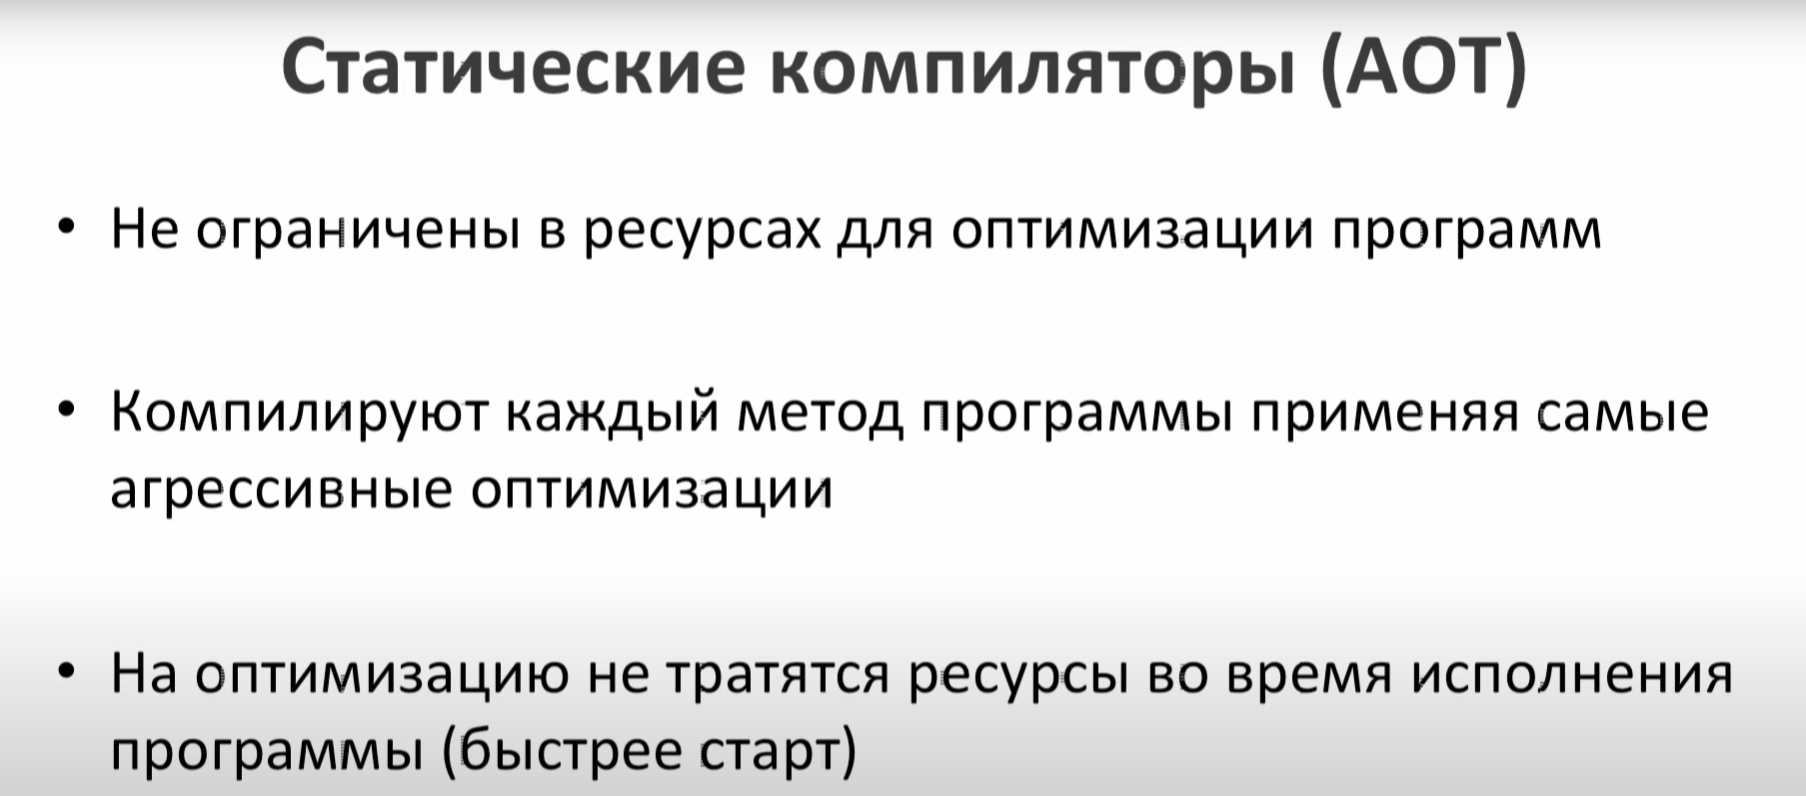 Статические компиляторы (AOT)
• Не ограничены в ресурсах для оптимизации программ
• Компилируют каждый метод программы применяя самые
агрессивные оптимизации
• На оптимизацию не тратятся ресурсы во время исполнения
программы (быстрее старт)